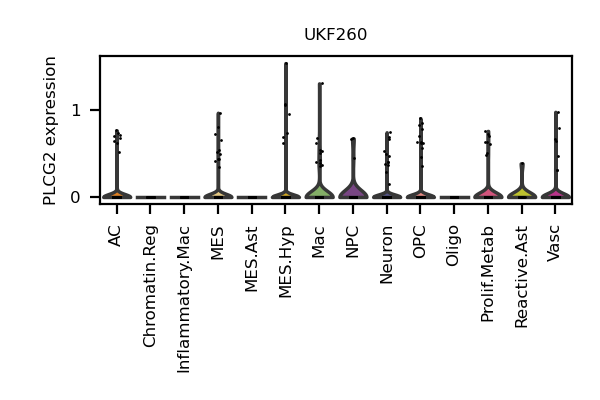 UKF260
PLCG2 expression
1
0
AC
Chromatin.Reg
Inflammatory.Mac
MES
MES.Ast
MES.Hyp
Mac
NPC
Neuron
OPC
Oligo
Prolif.Metab
Reactive.Ast
Vasc